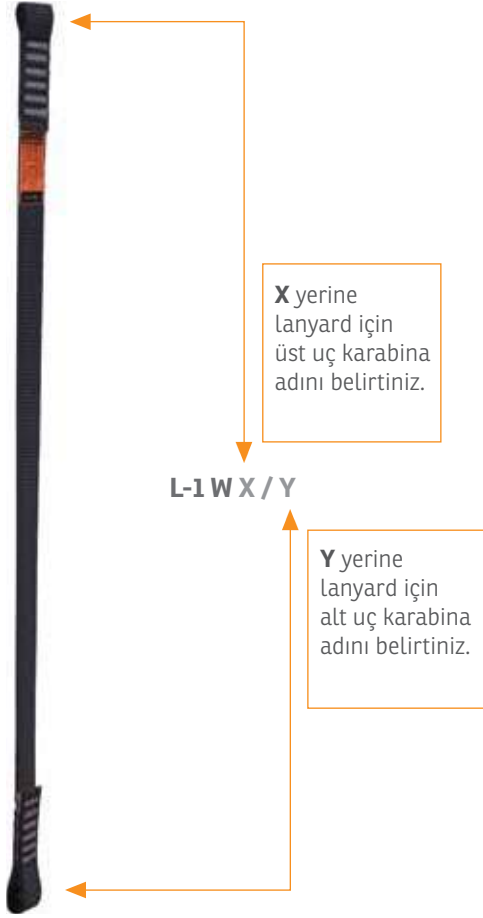 X yerine
lanyard için
üst uç karabina
adını belirtiniz.
L-1 W X / Y
Y yerine
lanyard için
alt uç karabina
adını belirtiniz.